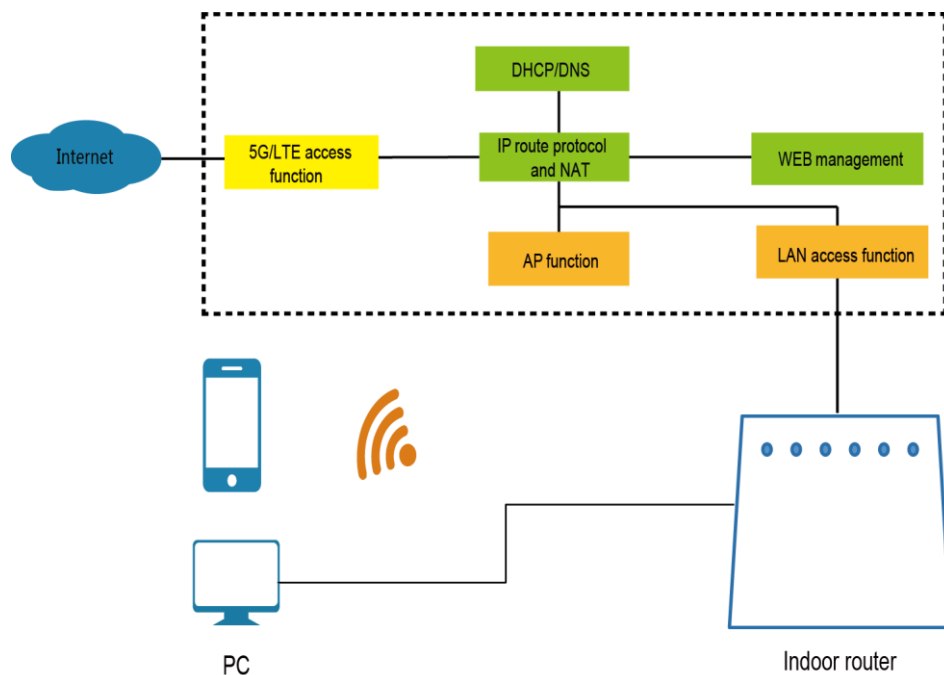 DHCP/DNS
Internet
5G/LTE access
function
IP route protocol
and NAT
WEB management
AP function
LAN access function
PC
Indoor router